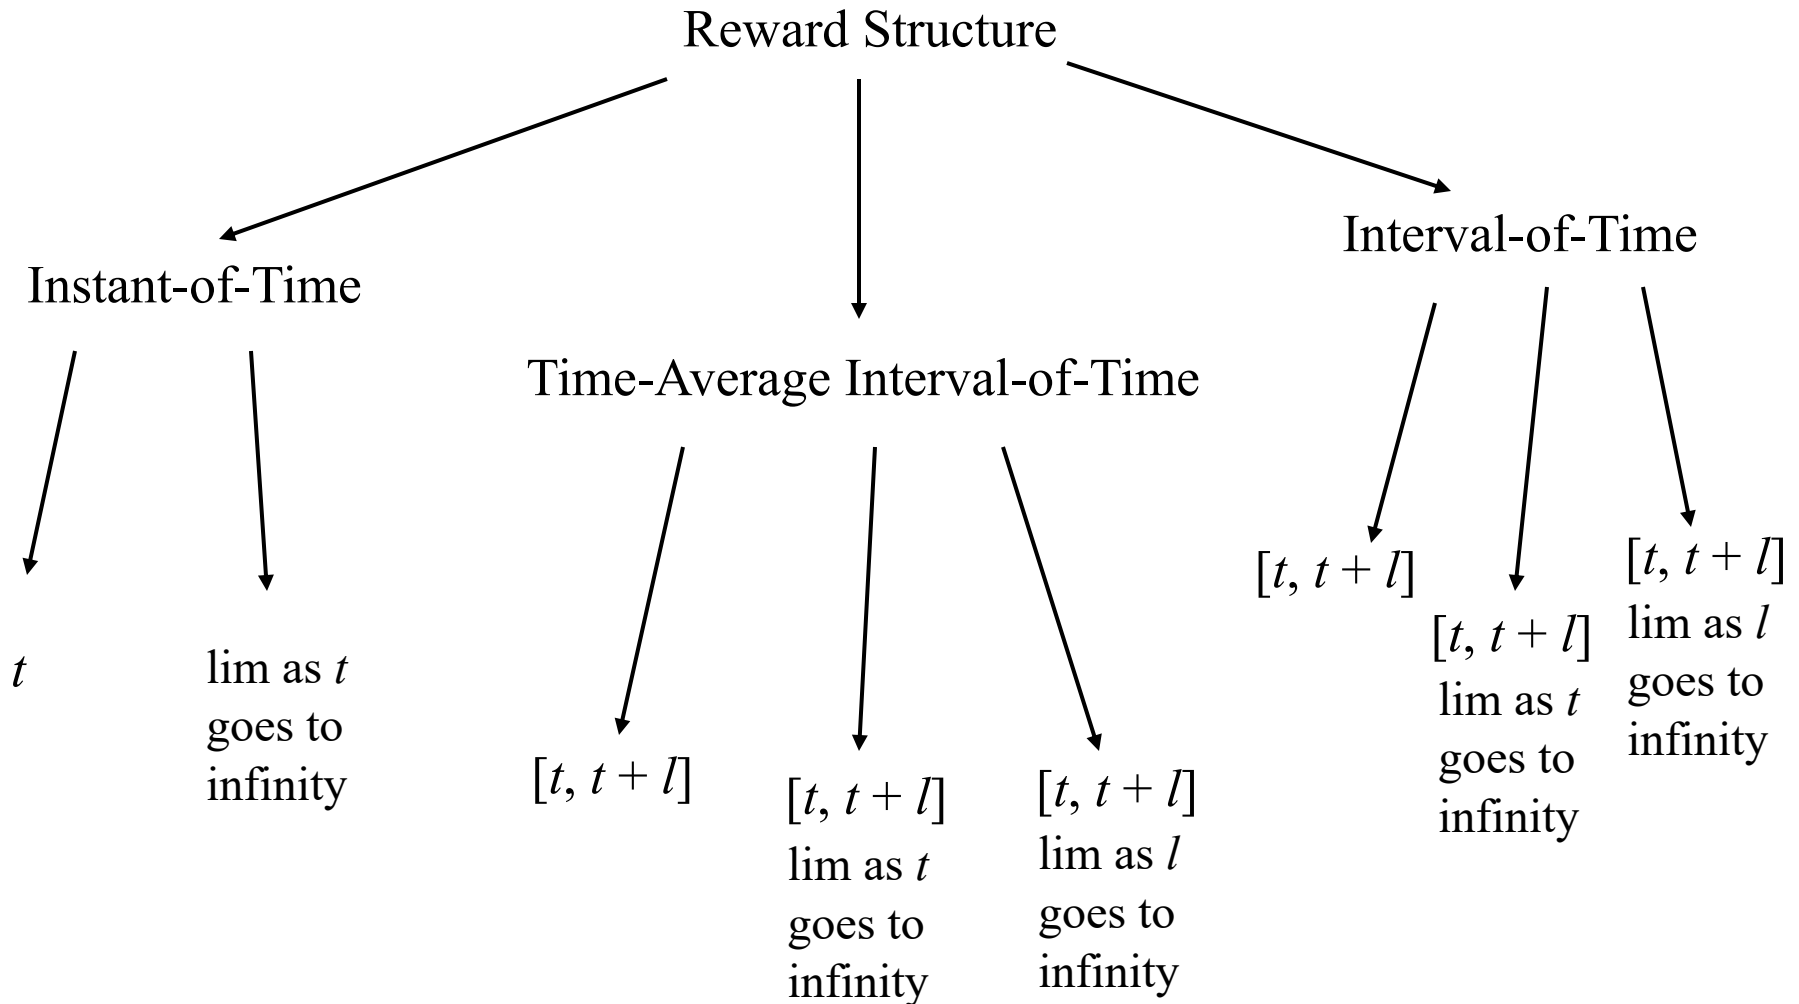 Reward Structure
Instant-of-Time
Time-Average Interval-of-Time
Interval-of-Time
t
lim as t
goes to
infinity
[t, t + l]
[t, t + l]
lim as t
goes to
infinity
[t, t + l]
lim as l
goes to
infinity
[t, t + l]
[t, t + l]
lim as t
goes to
infinity
[t, t + l]
lim as l
goes to
infinity